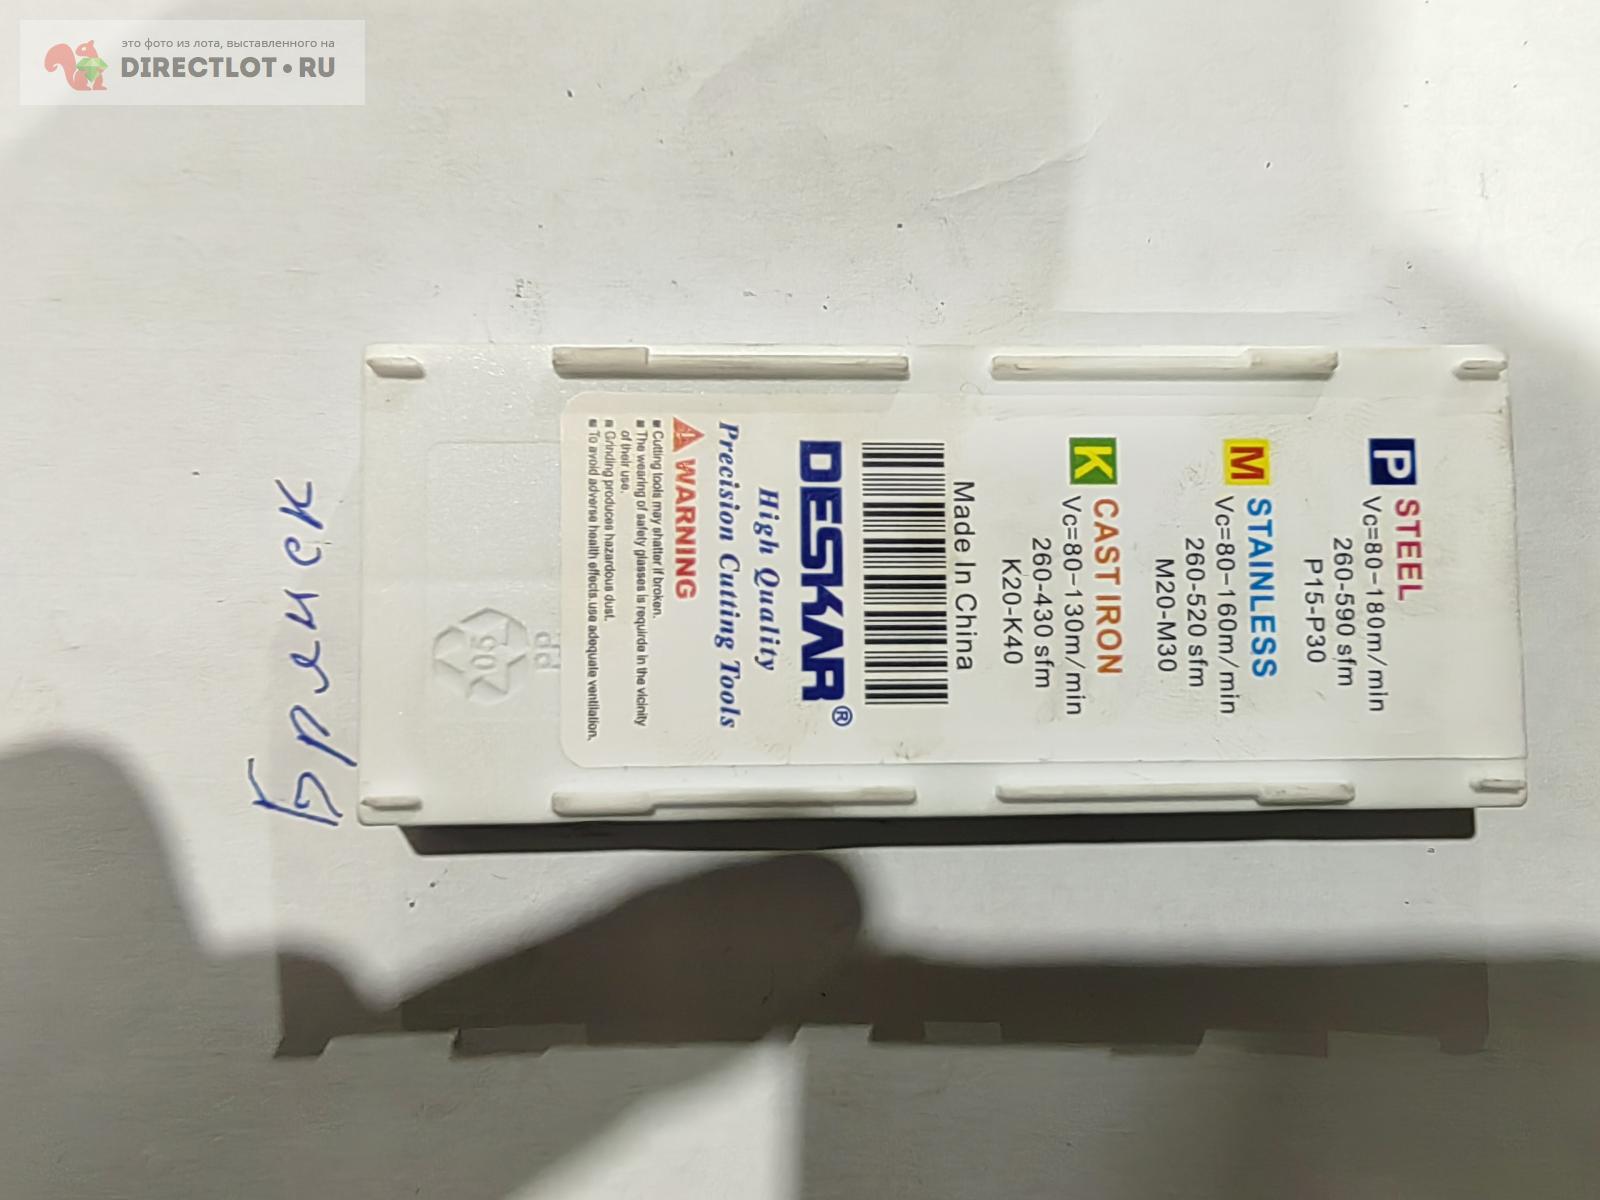 это фото из лота, выставленного на
DIRECTLOT•RU
P STEEL
Vc=80-180m/min
260-590 sfm
P15-P30
M STAINLESS
Vc=80-160m/min
260-520 sfm
M20-M30
K CAST IRON
Vc=80-130m/min
260-430 sfm
K20-K40
Made In China
DESKAR®
High Quality
Precision Cutting Tools
WARNING
■ Cutting tools may shatter if broken.
■ The wearing of safety glasses is requirde in the vicinity
of their use.
■ Grinding produces hazardous dust.
■ To avoid adverse health effects.use adequate ventilation.
PP
206